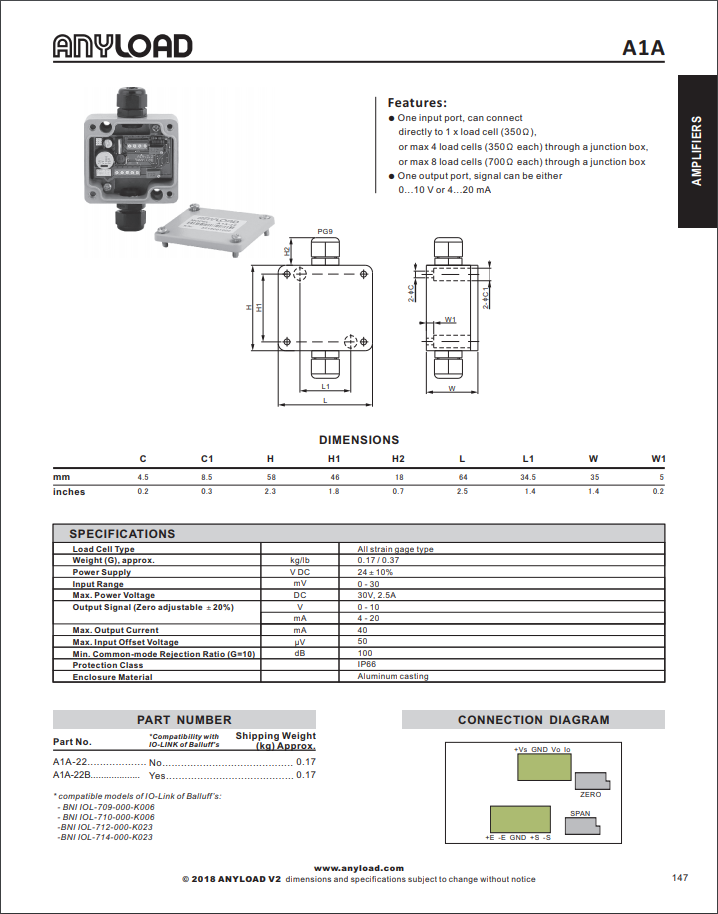 ANYLOAD
A1A
AMPLIFIERS
Features:
● One input port, can connect
directly to 1 x load cell (350Ω),
or max 4 load cells (350Ω each) through a junction box,
or max 8 load cells (700Ω each) through a junction box
● One output port, signal can be either
0...10 V or 4...20 mA
PG9
H2
H
H1
L1
L
2-ΦC
2-ΦC1
W1
W
DIMENSIONS
C C1 H H1 H2 L L1 W W1
mm 4.5 8.5 58 46 18 64 34.5 35 5
inches 0.2 0.3 2.3 1.8 0.7 2.5 1.4 1.4 0.2
SPECIFICATIONS
Load Cell Type All strain gage type
Weight (G), approx. kg/lb 0.17 / 0.37
Power Supply V DC 24 ± 10%
Input Range mV 0 - 30
Max. Power Voltage DC 30V, 2.5A
Output Signal (Zero adjustable ± 20%) V 0 - 10
mA 4 - 20
Max. Output Current mA 40
Max. Input Offset Voltage µV 50
Min. Common-mode Rejection Ratio (G=10) dB 100
Protection Class IP66
Enclosure Material Aluminum casting
PART NUMBER
Part No. *Compatibility with IO-LINK of Balluff's Shipping Weight (kg) Approx.
A1A-22................... No.......................................... 0.17
A1A-22B................... Yes......................................... 0.17
* compatible models of IO-Link of Balluff's:
- BNI IOL-709-000-K006
- BNI IOL-710-000-K006
-BNI IOL-712-000-K023
-BNI IOL-714-000-K023
CONNECTION DIAGRAM
+Vs GND Vo Io
ZERO
SPAN
+E -E GND +S -S
www.anyload.com
© 2018 ANYLOAD V2 dimensions and specifications subject to change without notice
147